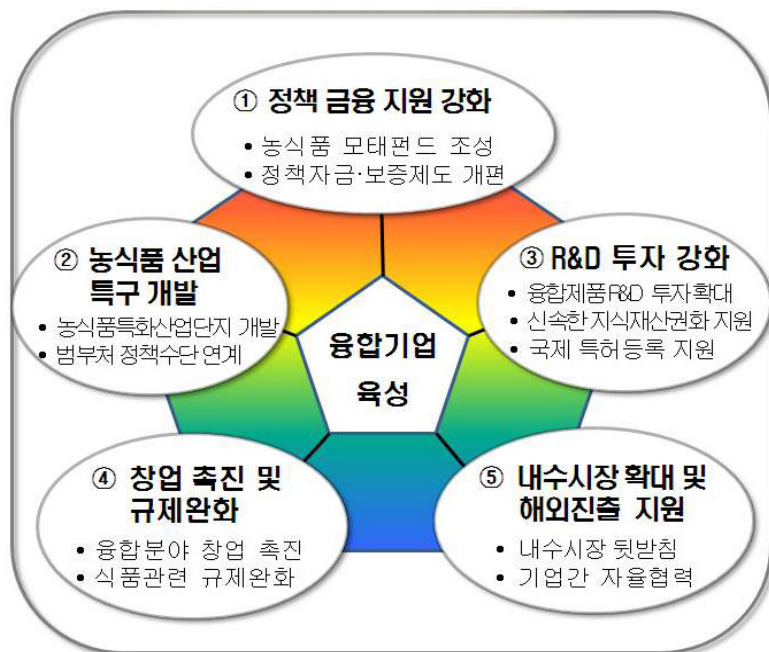 ① 정책 금융 지원 강화
• 농식품 모태펀드 조성
• 정책자금·보증제도 개편
② 농식품 산업
특구 개발
• 농식품특화산업단지 개발
• 범부처 정책수단 연계
③ R&D 투자 강화
• 융합제품R&D 투자확대
• 신속한 지식재산권화 지원
• 국제 특허등록 지원
융합기업
육성
④ 창업 촉진 및
규제완화
• 융합분야 창업 촉진
• 식품관련 규제완화
⑤ 내수시장 확대 및
해외진출 지원
• 내수시장 뒷받침
• 기업간 자율협력